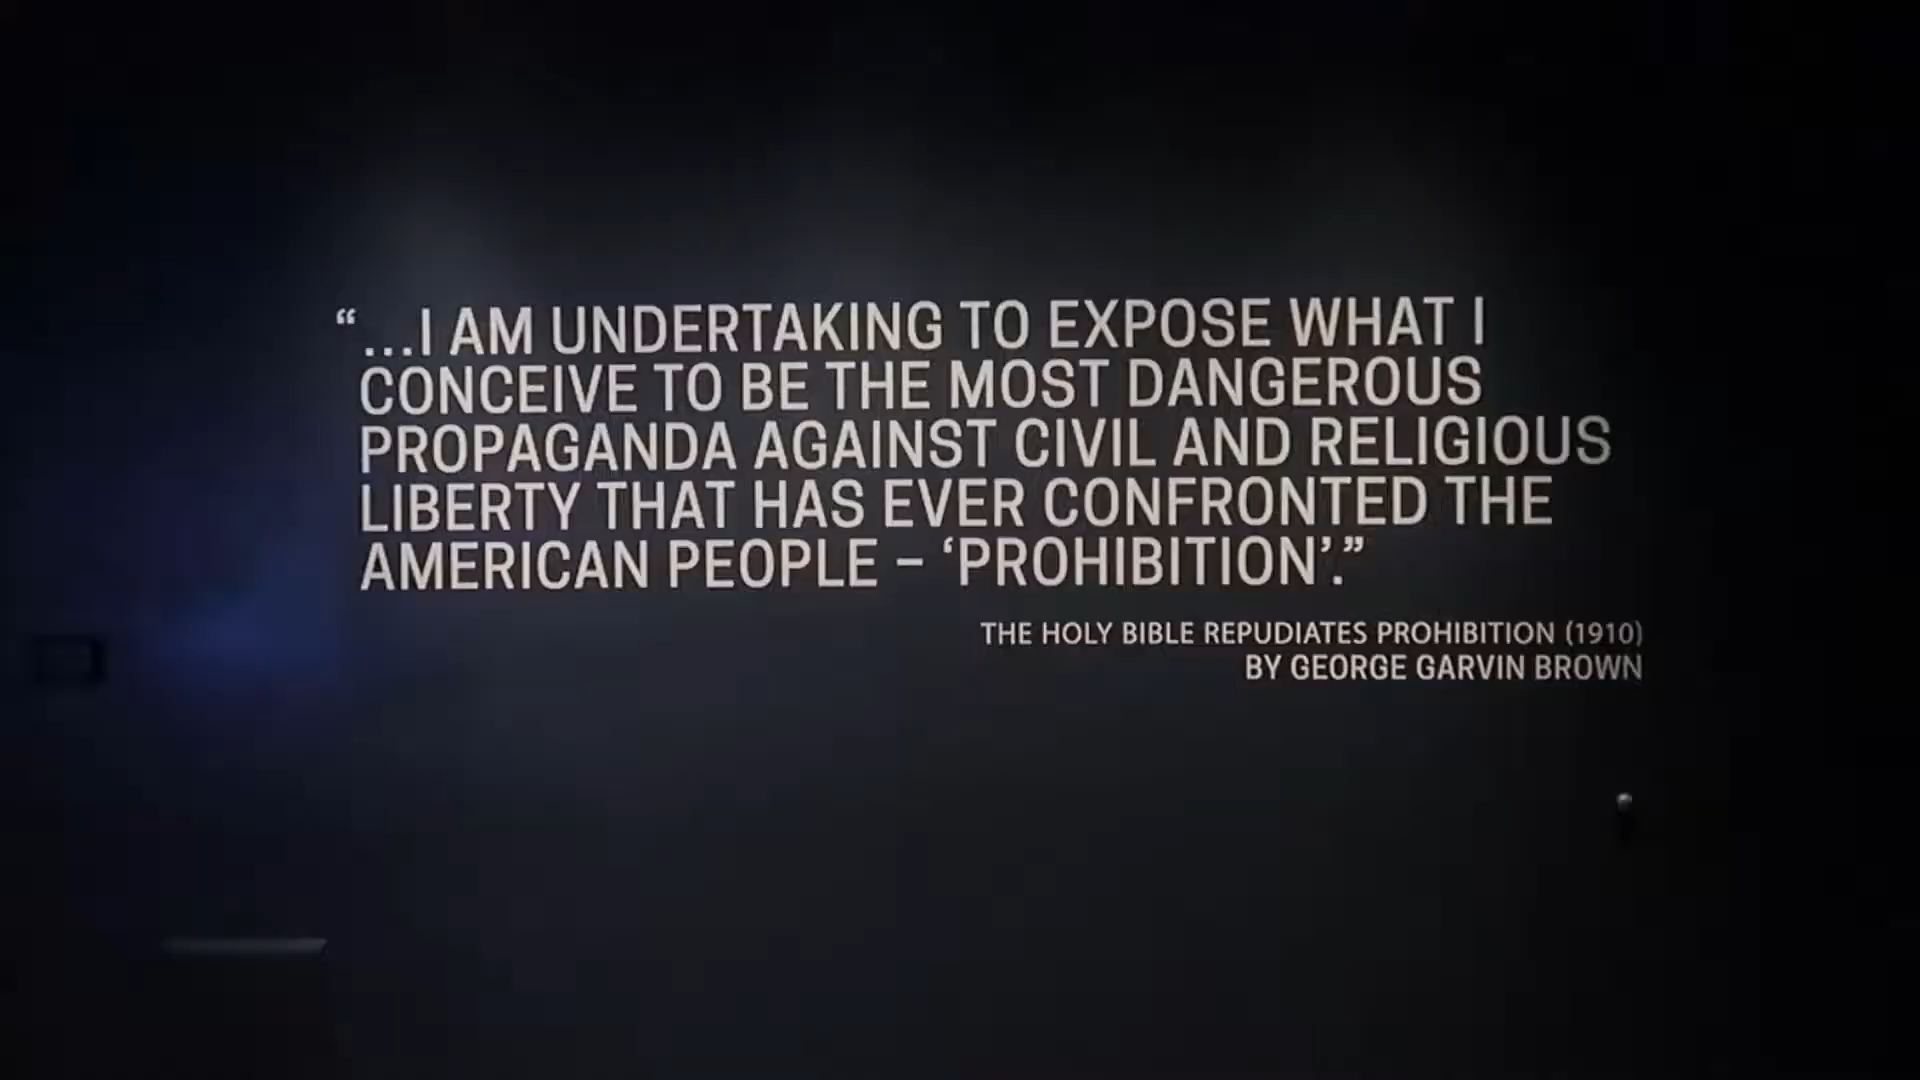 “...I AM UNDERTAKING TO EXPOSE WHAT I
CONCEIVE TO BE THE MOST DANGEROUS
PROPAGANDA AGAINST CIVIL AND RELIGIOUS
LIBERTY THAT HAS EVER CONFRONTED THE
AMERICAN PEOPLE – ‘PROHIBITION’.”
THE HOLY BIBLE REPUDIATES PROHIBITION (1910)
BY GEORGE GARVIN BROWN